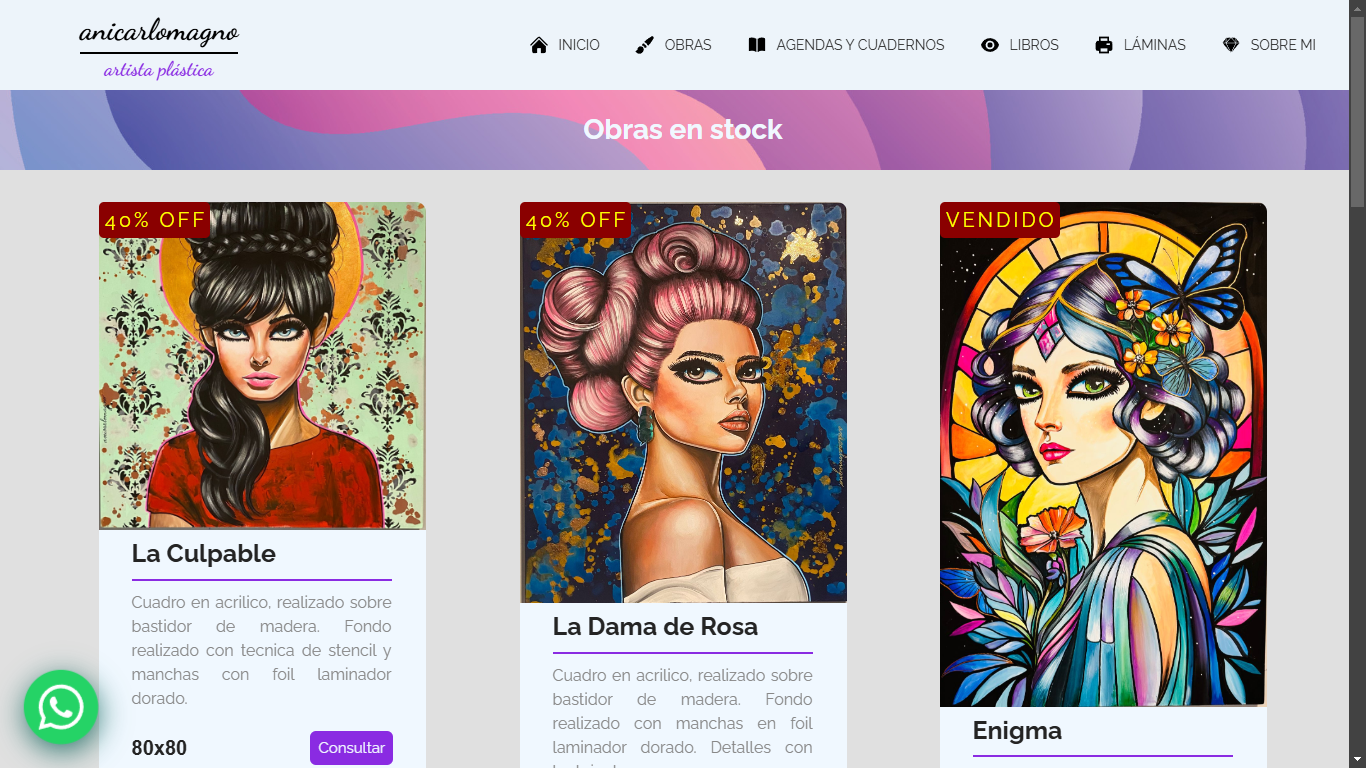 anicarlomagno
artista plástica
INICIO
OBRAS
AGENDAS Y CUADERNOS
LIBROS
LÁMINAS
SOBRE MI
Obras en stock
40% OFF
La Culpable
Cuadro en acrilico, realizado sobre
bastidor de madera. Fondo
realizado con tecnica de stencil y
manchas con foil laminador
dorado.
80x80
Consultar
40% OFF
La Dama de Rosa
Cuadro en acrilico, realizado sobre
bastidor de madera. Fondo
realizado con manchas en foil
laminador dorado. Detalles con
VENDIDO
Enigma